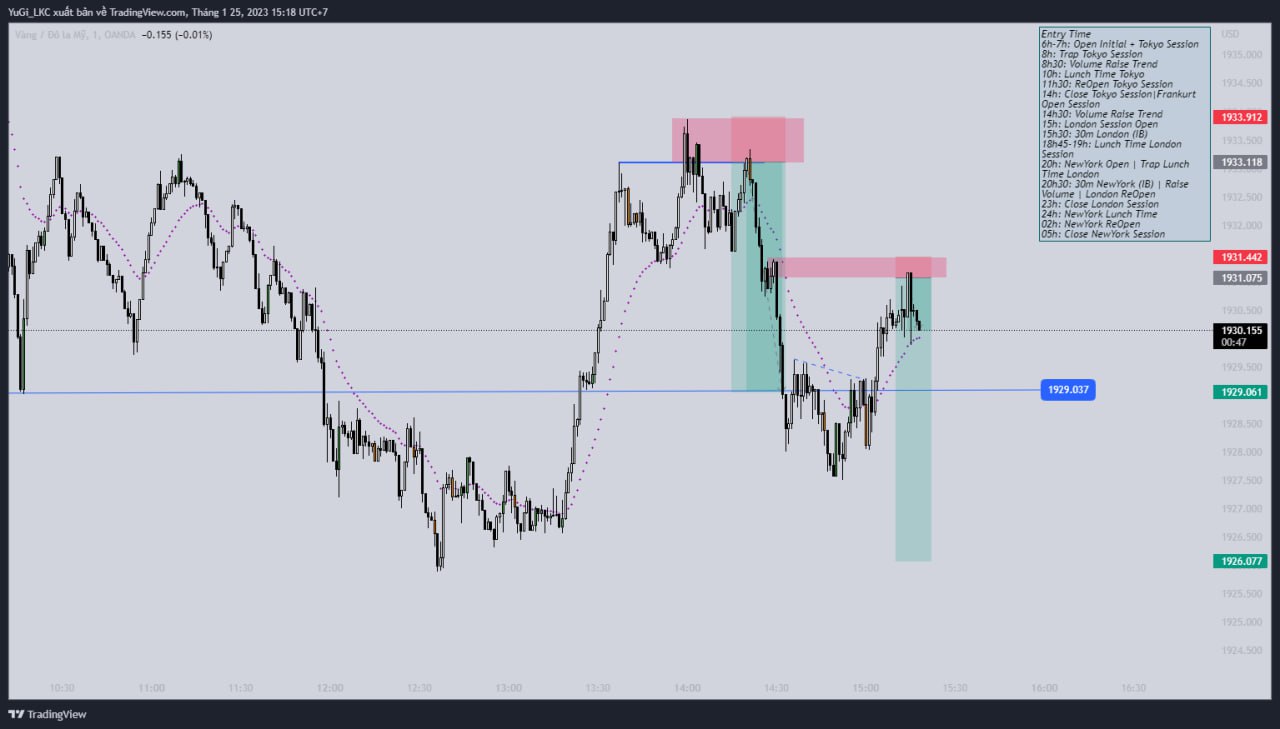 YuGi_LKC xuất bản về TradingView.com, Tháng 1 25, 2023 15:18 UTC+7
Vàng / Đô la Mỹ, 1, OANDA −0.155 (−0.01%)
Entry Time
6h-7h: Open Initial + Tokyo Session
8h: Trap Tokyo Session
8h30: Volume Raise Trend
10h: Lunch Time Tokyo
11h30: ReOpen Tokyo Session
14h: Close Tokyo Session|Frankurt
Open Session
14h30: Volume Raise Trend
15h: London Session Open
15h30: 30m London (IB)
18h45-19h: Lunch Time London
Session
20h: NewYork Open | Trap Lunch
Time London
20h30: 30m NewYork (IB) | Raise
Volume | London ReOpen
23h: Close London Session
24h: NewYork Lunch Time
02h: NewYork ReOpen
05h: Close NewYork Session
USD
1935.000
1934.500
1933.912
1933.500
1933.118
1932.500
1932.000
1931.442
1931.075
1930.500
1930.155
00:47
1929.500
1929.037
1929.061
1928.500
1928.000
1927.500
1927.000
1926.500
1926.077
1925.500
1925.000
1924.500
10:30 11:00 11:30 12:00 12:30 13:00 13:30 14:00 14:30 15:00 15:30 16:00 16:30
TradingView